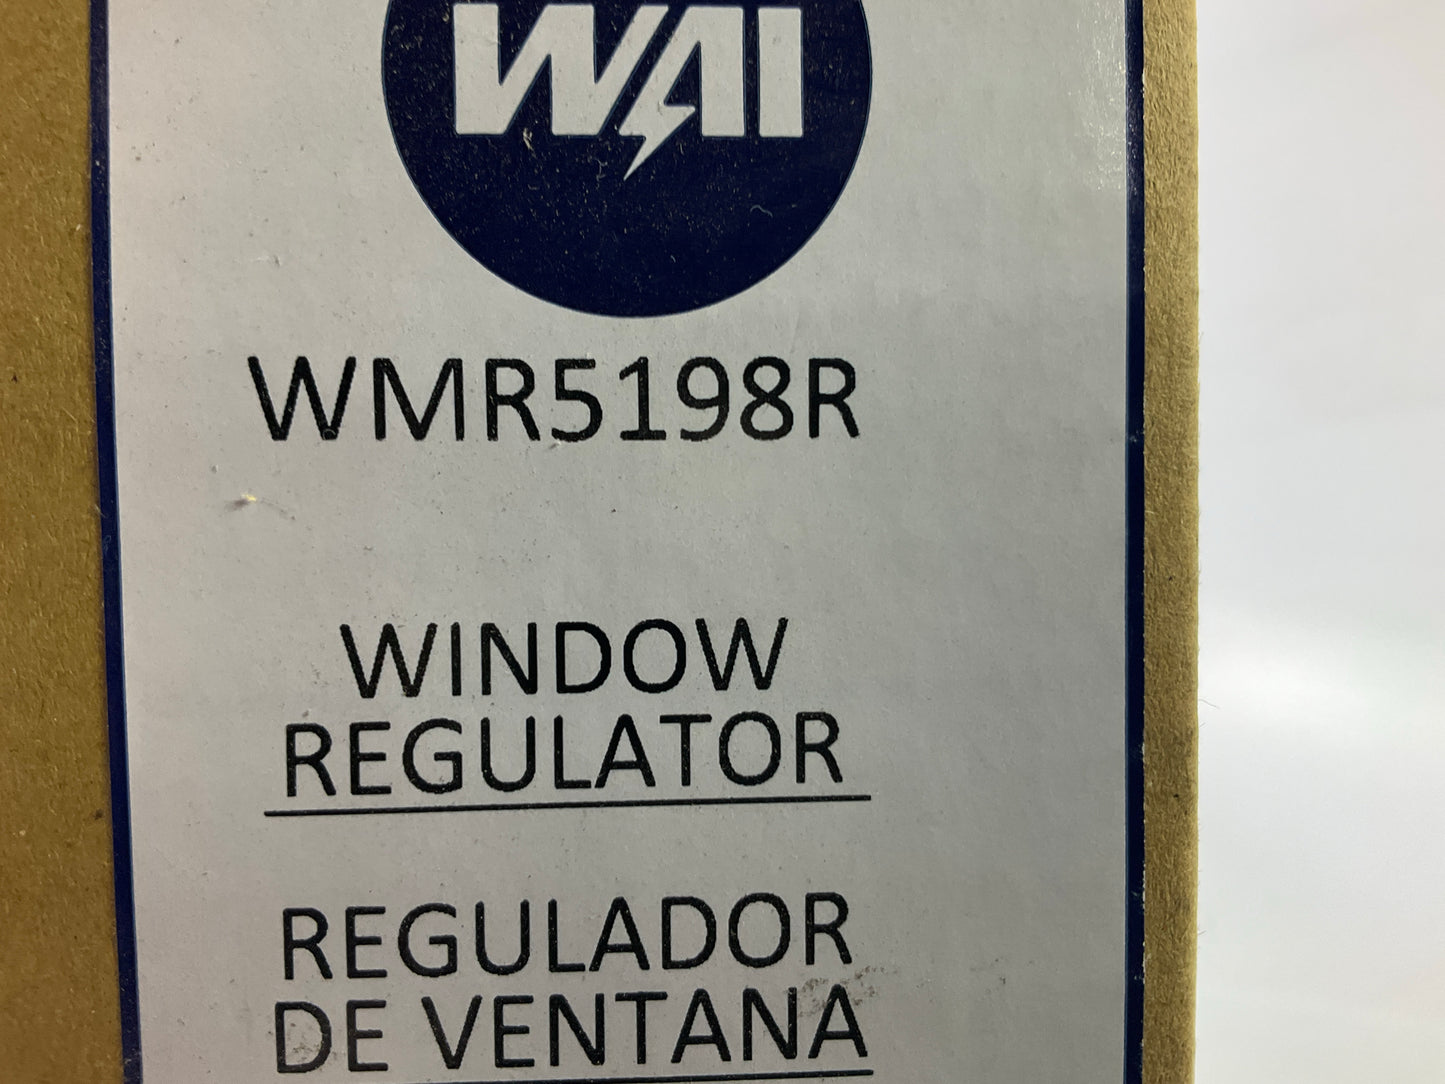 WAI
WMR5198R
WINDOW
REGULATOR
REGULADOR
DE VENTANA